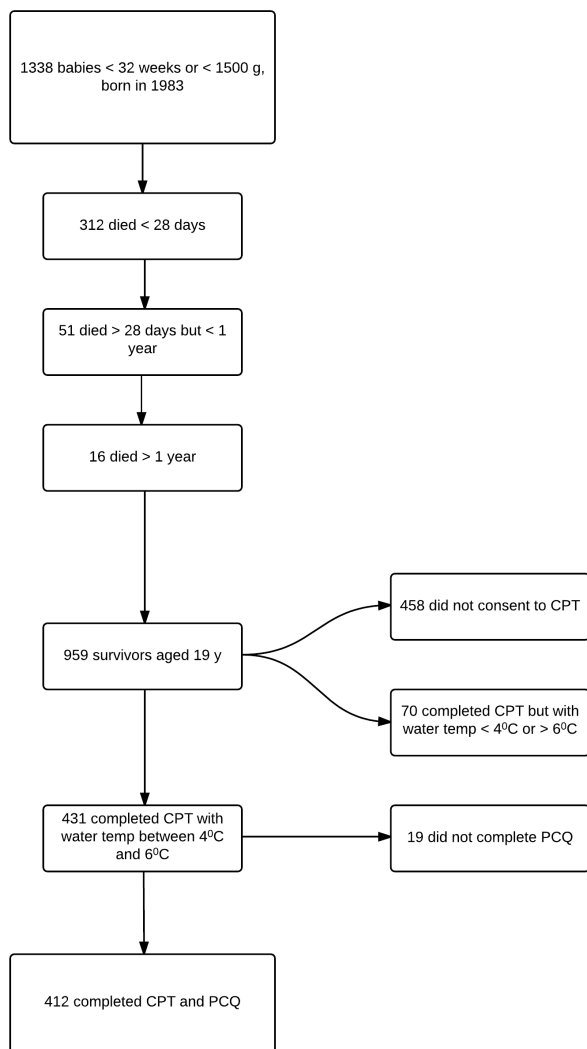 1338 babies < 32 weeks or < 1500 g,
born in 1983
312 died < 28 days
51 died > 28 days but < 1
year
16 died > 1 year
458 did not consent to CPT
959 survivors aged 19 y
70 completed CPT but with
water temp < 4⁰C or > 6⁰C
431 completed CPT with
water temp between 4⁰C
and 6⁰C
19 did not complete PCQ
412 completed CPT and PCQ